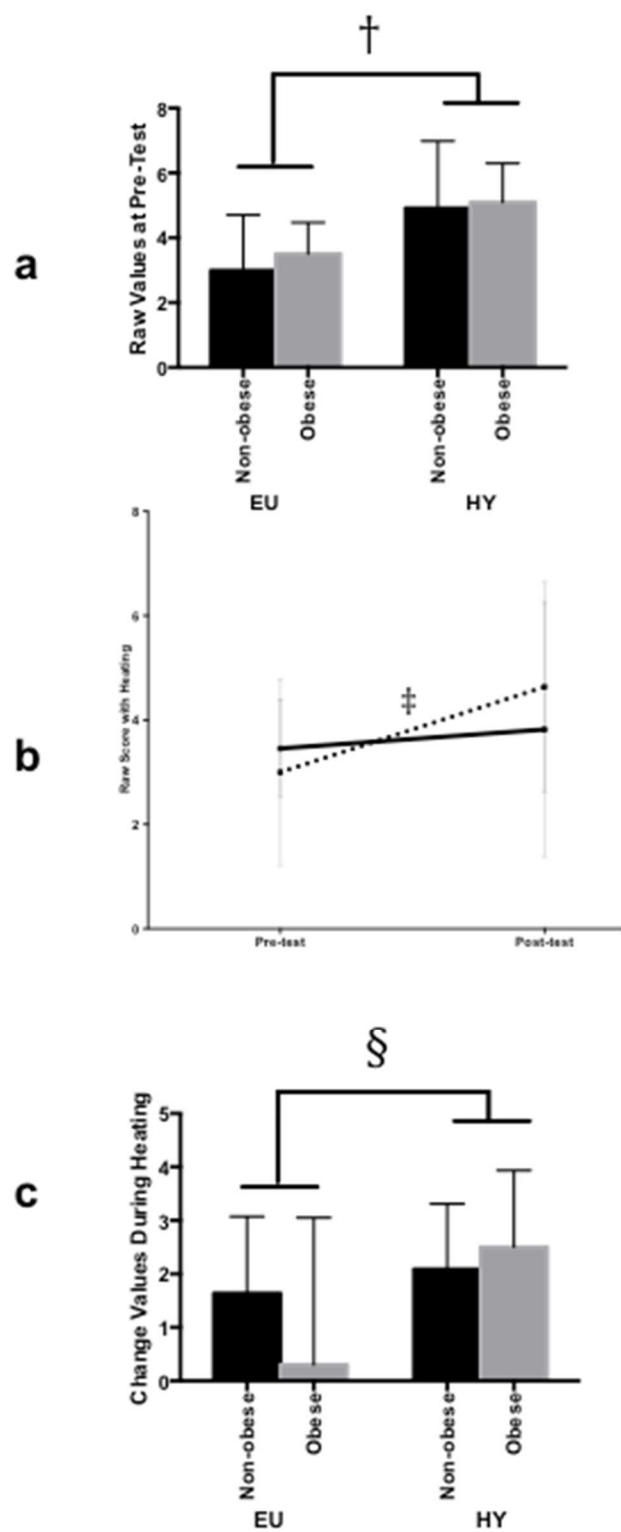 †
a
Raw Values at Pre-Test
8
6
4
2
0
Non-obese
Obese
Non-obese
Obese
EU
HY
b
Raw Score with Heating
8
6
4
2
0
‡
Pre-test
Post-test
§
c
Change Values During Heating
5
4
3
2
1
0
Non-obese
Obese
Non-obese
Obese
EU
HY